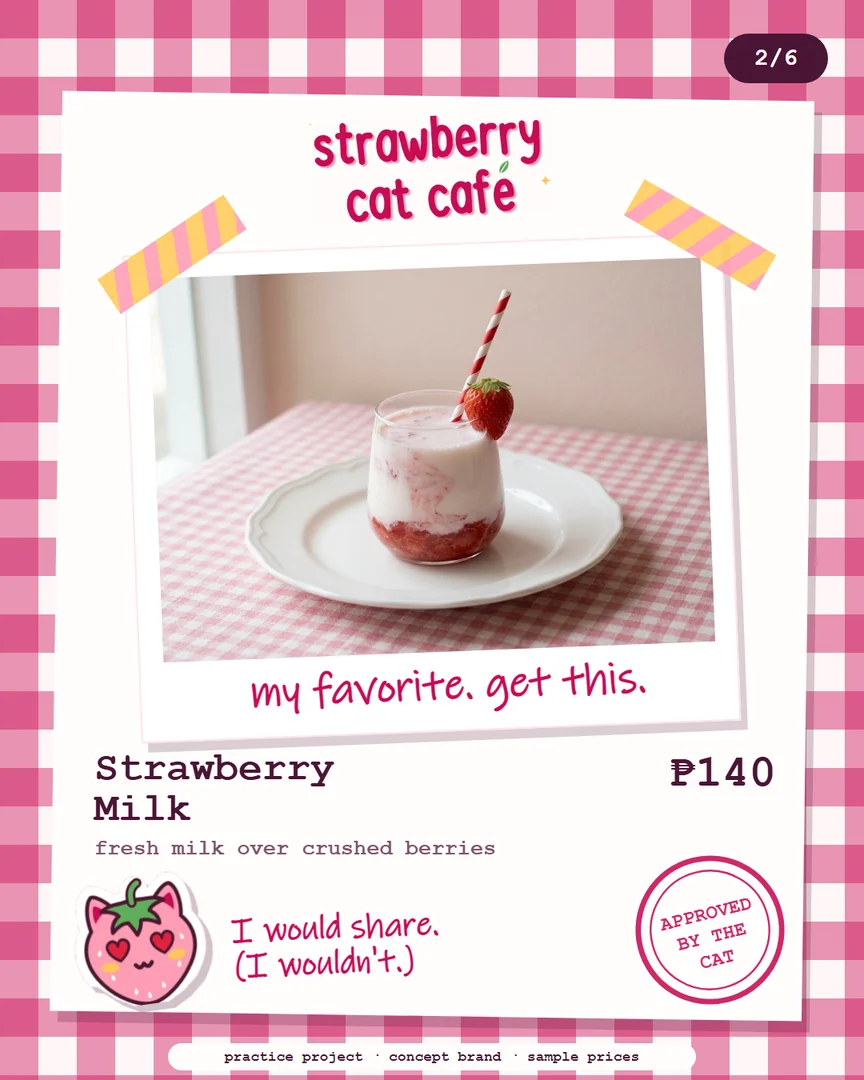 2/6
strawberry
cat café
my favorite. get this.
Strawberry
Milk
₱140
fresh milk over crushed berries
I would share.
(I wouldn't.)
APPROVED
BY THE
CAT
practice project · concept brand · sample prices